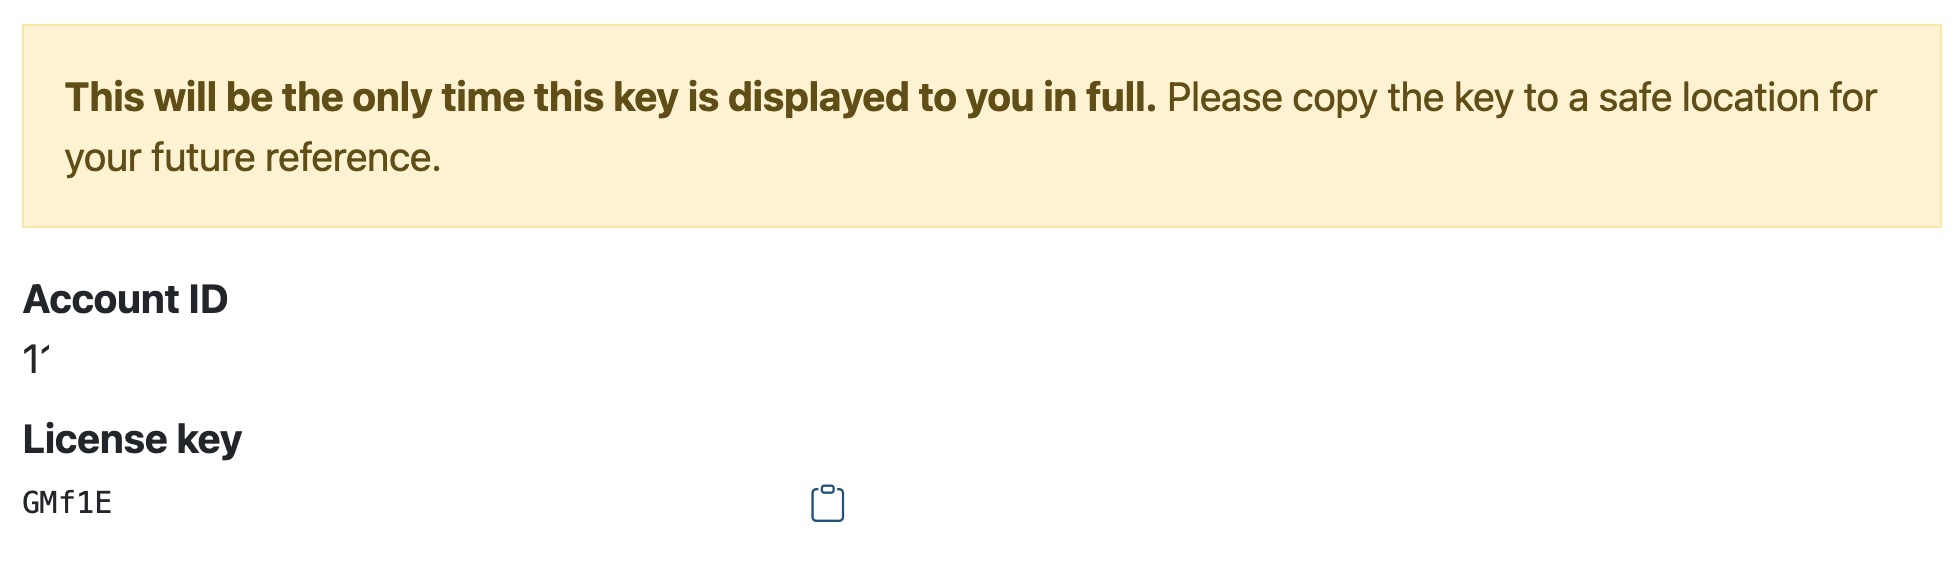 This will be the only time this key is displayed to you in full. Please copy the key to a safe location for
your future reference.
Account ID
1
License key
GMf1E